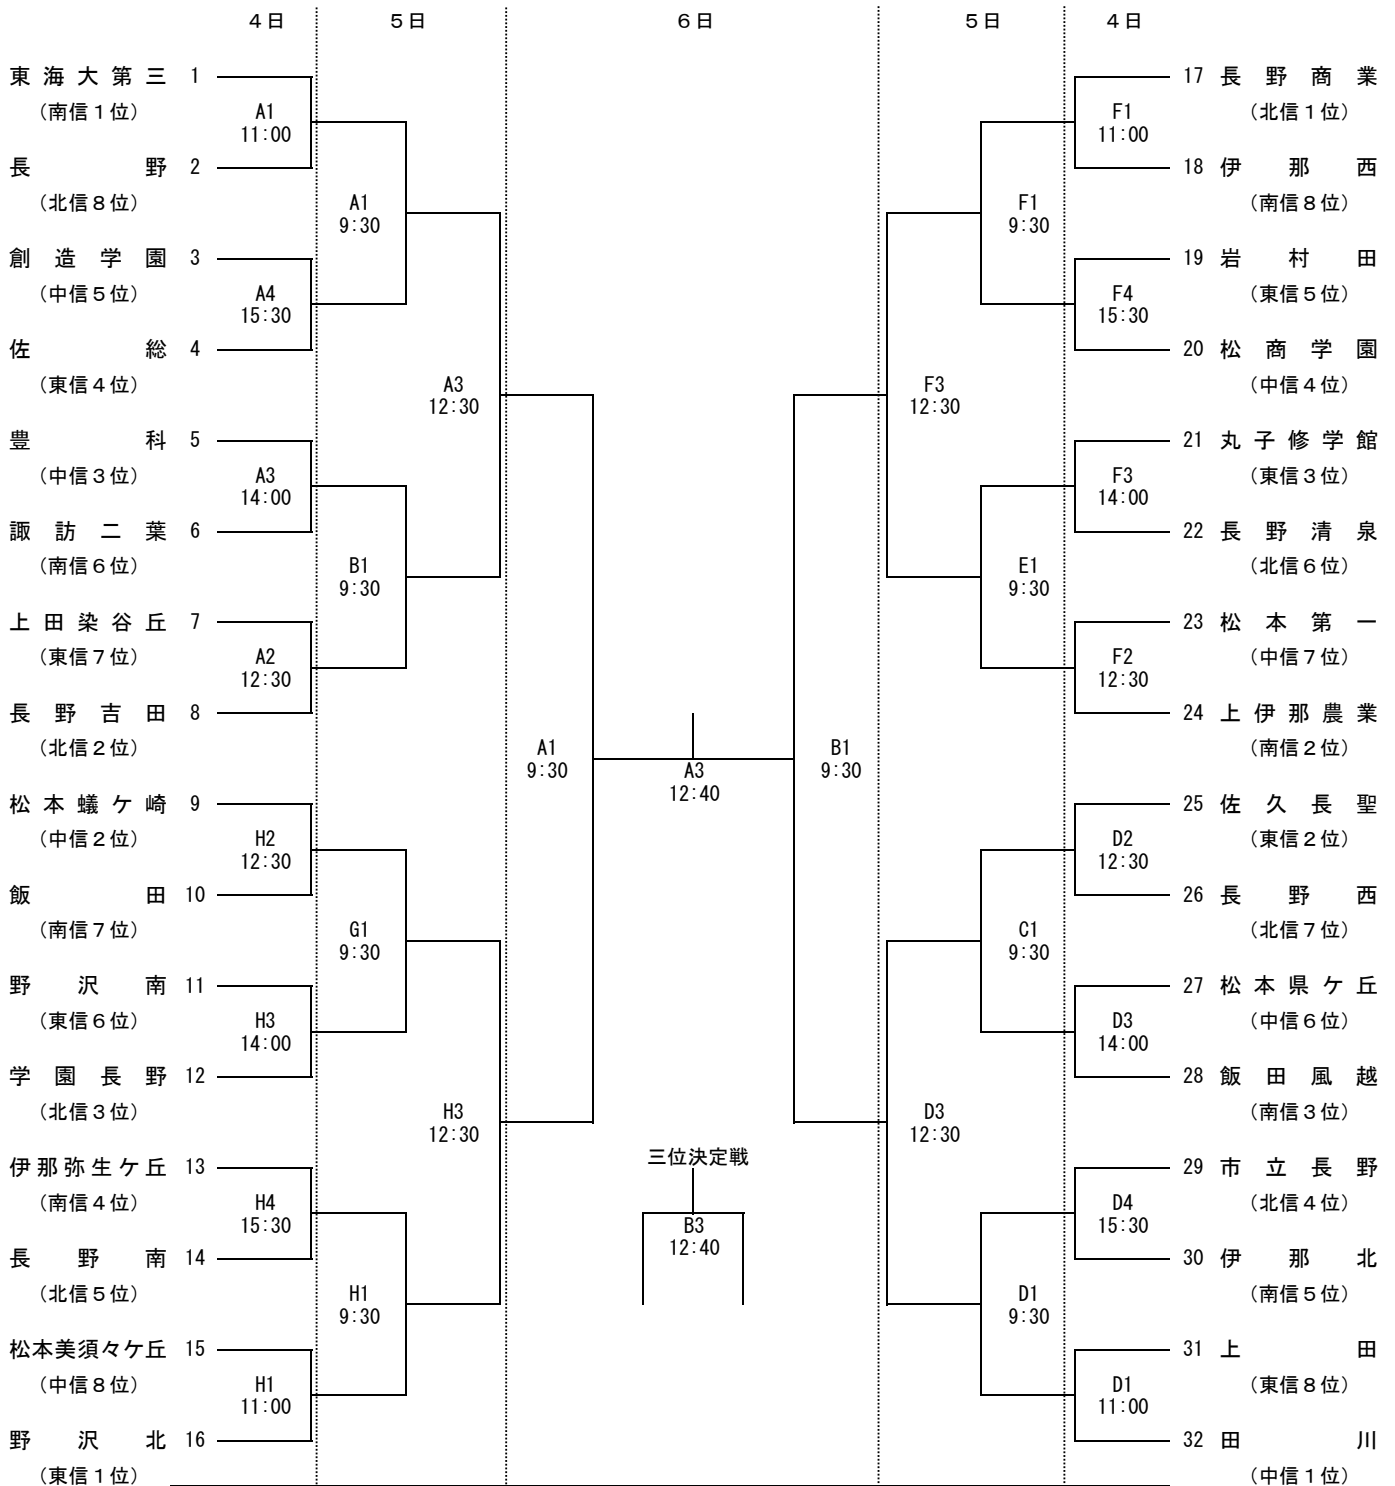 ４日 ５日 ６日 ５日 ４日
東海大第三 1
（南信１位）
A1
11:00
長野 2
（北信８位）
A1
9:30
創造学園 3
（中信５位）
A4
15:30
佐総 4
（東信４位）
A3
12:30
豊科 5
（中信３位）
A3
14:00
諏訪二葉 6
（南信６位）
B1
9:30
上田染谷丘 7
（東信７位）
A2
12:30
長野吉田 8
（北信２位）
A1
9:30
松本蟻ケ崎 9
（中信２位）
H2
12:30
飯田 10
（南信７位）
G1
9:30
野沢南 11
（東信６位）
H3
14:00
学園長野 12
（北信３位）
H3
12:30
伊那弥生ケ丘 13
（南信４位）
H4
15:30
長野南 14
（北信５位）
H1
9:30
松本美須々ケ丘 15
（中信８位）
H1
11:00
野沢北 16
（東信１位）
A3
12:40
三位決定戦
B3
12:40
17 長野商業
（北信１位）
F1
11:00
18 伊那西
（南信８位）
F1
9:30
19 岩村田
（東信５位）
F4
15:30
20 松商学園
（中信４位）
F3
12:30
21 丸子修学館
（東信３位）
F3
14:00
22 長野清泉
（北信６位）
E1
9:30
23 松本第一
（中信７位）
F2
12:30
24 上伊那農業
（南信２位）
B1
9:30
25 佐久長聖
（東信２位）
D2
12:30
26 長野西
（北信７位）
C1
9:30
27 松本県ケ丘
（中信６位）
D3
14:00
28 飯田風越
（南信３位）
D3
12:30
29 市立長野
（北信４位）
D4
15:30
30 伊那北
（南信５位）
D1
9:30
31 上田
（東信８位）
D1
11:00
32 田川
（中信１位）